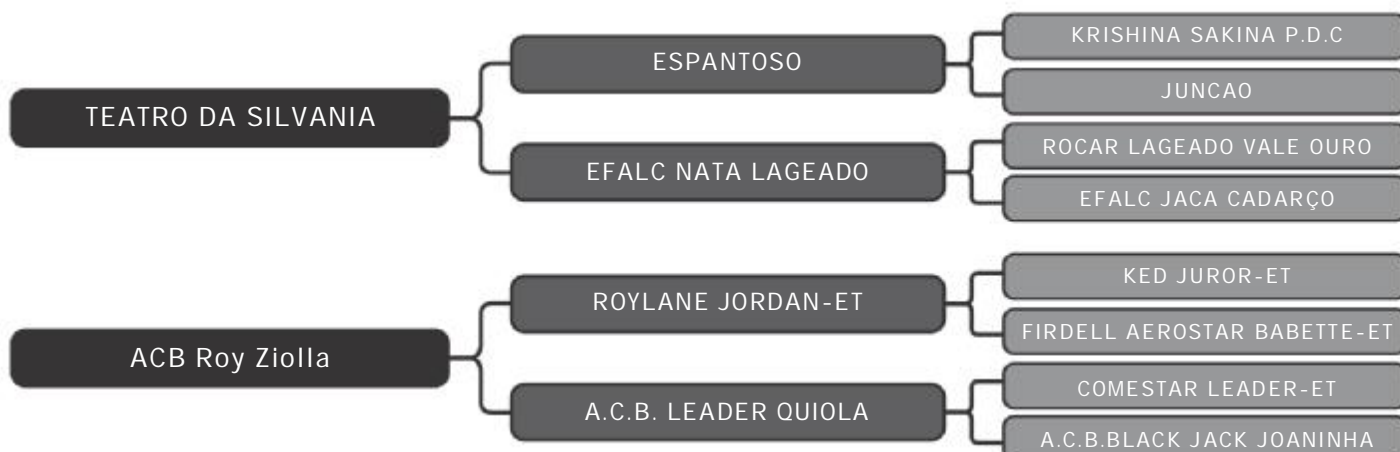 TEATRO DA SILVANIA
ESPANTOSO
KRISHINA SAKINA P.D.C
JUNCAO
EFALC NATA LAGEADO
ROCAR LAGEADO VALE OURO
EFALC JACA CADARÇO
ACB Roy Ziolla
ROYLANE JORDAN-ET
KED JUROR-ET
FIRDELL AEROSTAR BABETTE-ET
A.C.B. LEADER QUIOLA
COMESTAR LEADER-ET
A.C.B.BLACK JACK JOANINHA